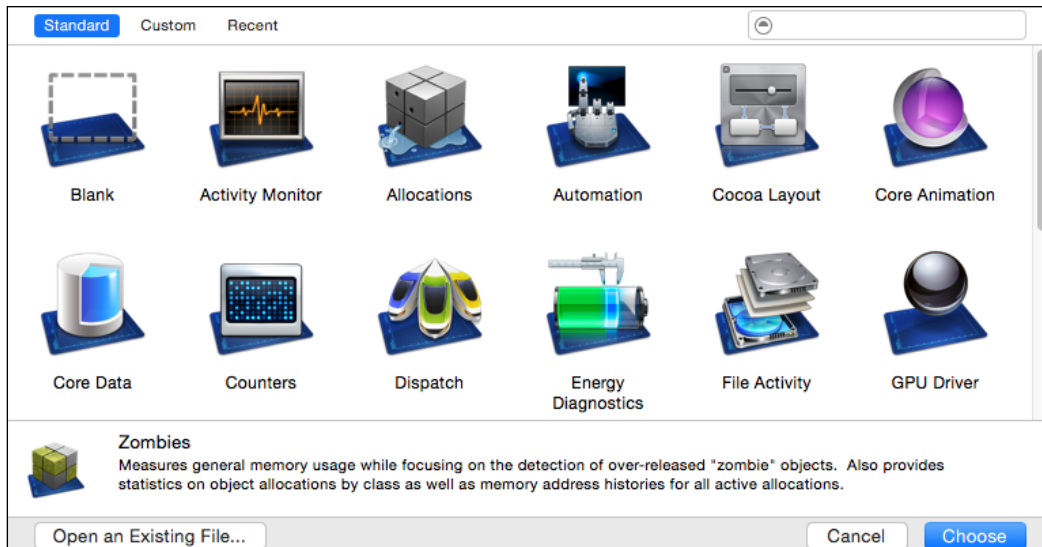 Standard Custom Recent
Blank Activity Monitor Allocations Automation Cocoa Layout Core Animation
Core Data Counters Dispatch Energy Diagnostics File Activity GPU Driver
Zombies
Measures general memory usage while focusing on the detection of over-released "zombie" objects. Also provides
statistics on object allocations by class as well as memory address histories for all active allocations.
Open an Existing File... Cancel Choose